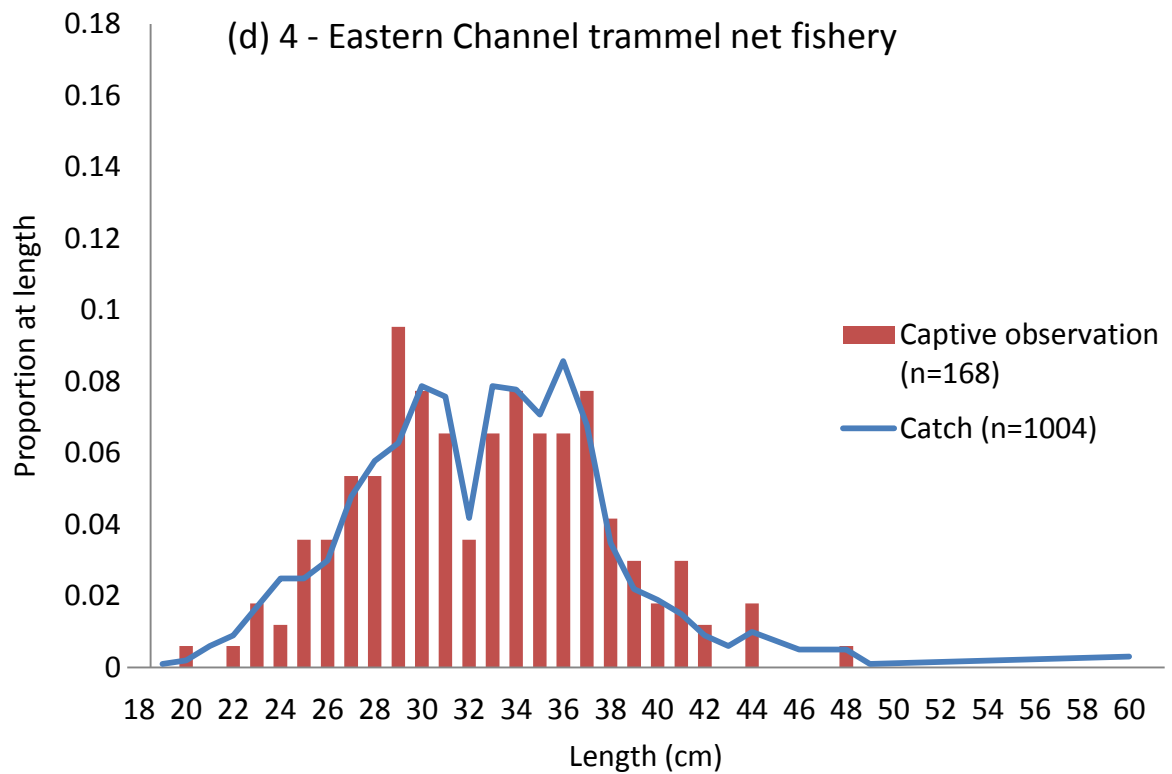 (d) 4 - Eastern Channel trammel net fishery
0.18
0.16
0.14
0.12
0.1
0.08
0.06
0.04
0.02
0
Proportion at length
Captive observation
(n=168)
Catch (n=1004)
18 20 22 24 26 28 30 32 34 36 38 40 42 44 46 48 50 52 54 56 58 60
Length (cm)